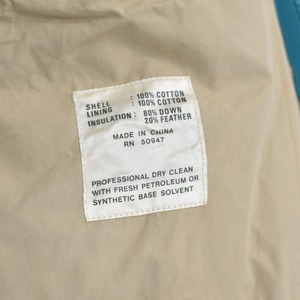 SHELL : 100% COTTON
LINING : 100% COTTON
INSULATION : 80% DOWN
20% FEATHER
MADE IN CHINA
RN 50947
PROFESSIONAL DRY CLEAN
WITH FRESH PETROLEUM OR
SYNTHETIC BASE SOLVENT